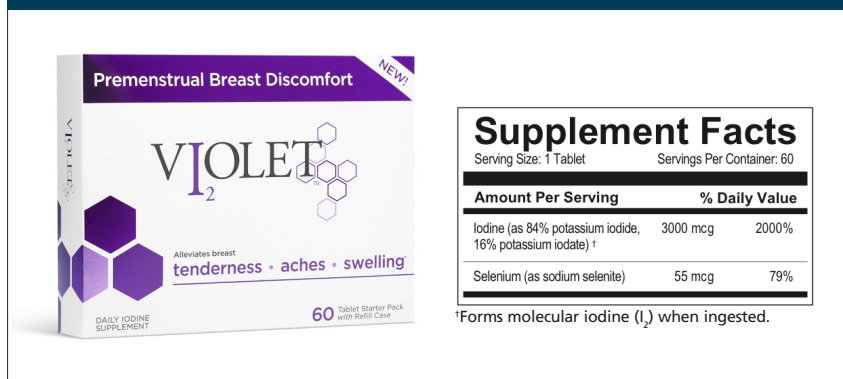 Premenstrual Breast Discomfort
NEW!
VIOLET
VI₂OLET™
Alleviates breast
tenderness • aches • swelling*
DAILY IODINE
SUPPLEMENT
60 Tablet Starter Pack
with Refill Case
Supplement Facts
Serving Size: 1 Tablet Servings Per Container: 60
Amount Per Serving % Daily Value
Iodine (as 84% potassium iodide, 3000 mcg 2000%
16% potassium iodate) †
Selenium (as sodium selenite) 55 mcg 79%
†Forms molecular iodine (I₂) when ingested.